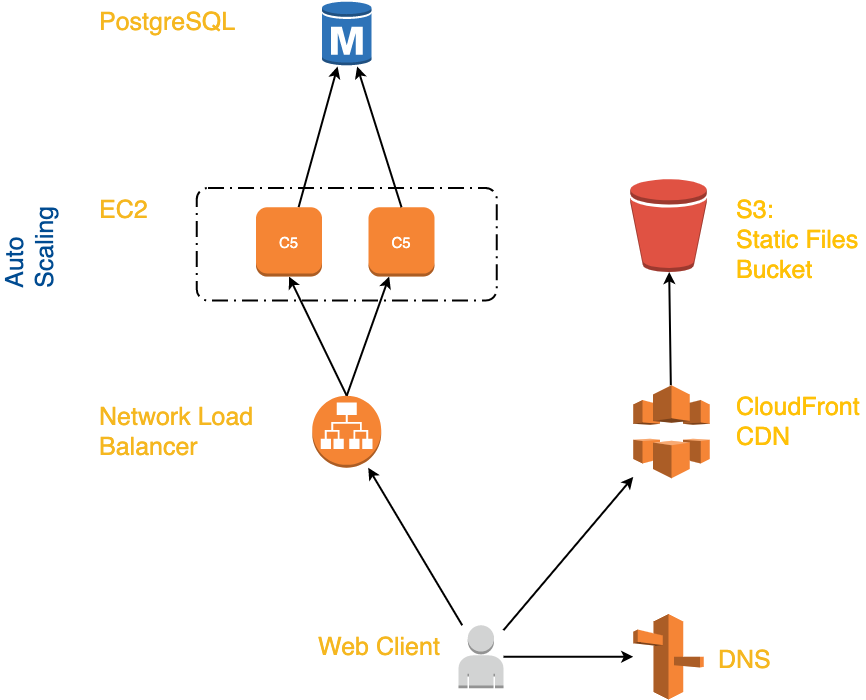 PostgreSQL
M
EC2
Auto
Scaling
C5
C5
S3:
Static Files
Bucket
Network Load
Balancer
CloudFront
CDN
Web Client
DNS